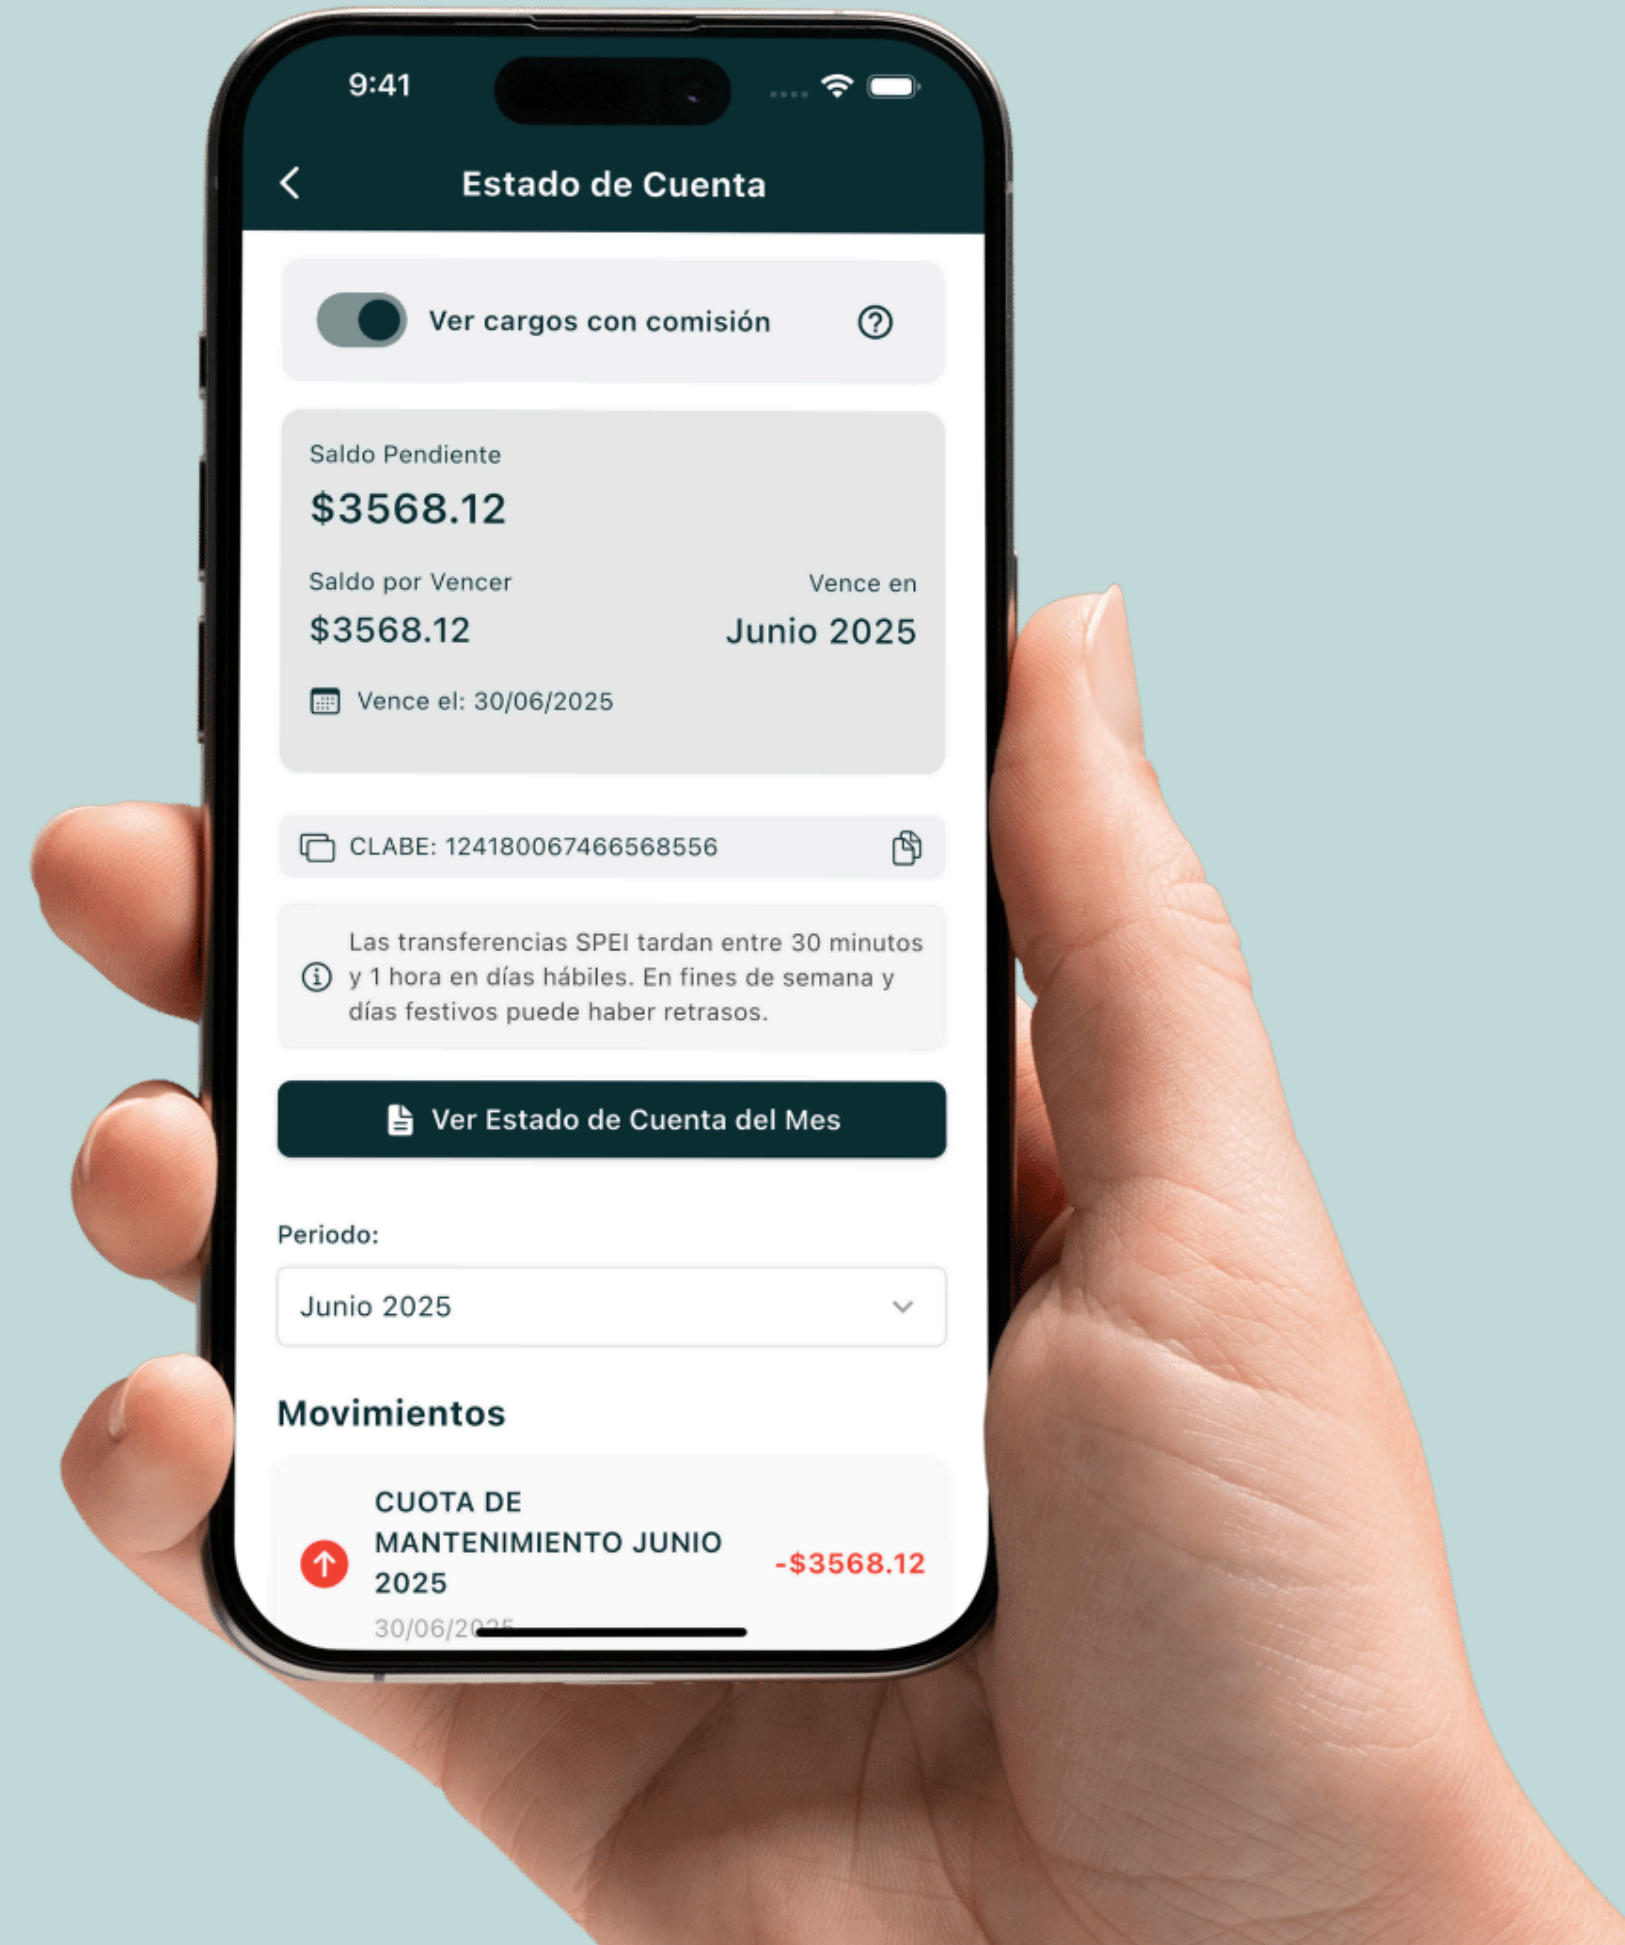 9:41
Estado de Cuenta
Ver cargos con comisión
Saldo Pendiente
$3568.12
Saldo por Vencer
Vence en
$3568.12
Junio 2025
Vence el: 30/06/2025
CLABE: 124180067466568556
Las transferencias SPEI tardan entre 30 minutos
y 1 hora en días hábiles. En fines de semana y
días festivos puede haber retrasos.
Ver Estado de Cuenta del Mes
Periodo:
Junio 2025
Movimientos
CUOTA DE
MANTENIMIENTO JUNIO
2025
-$3568.12
30/06/2025